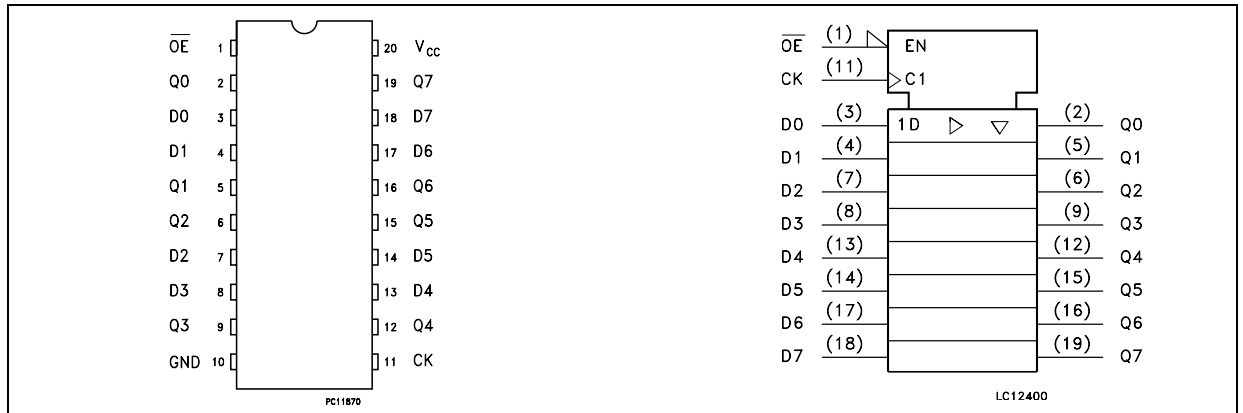 O̅E̅ 1 20 VCC
Q0 2 19 Q7
D0 3 18 D7
D1 4 17 D6
Q1 5 16 Q6
Q2 6 15 Q5
D2 7 14 D5
D3 8 13 D4
Q3 9 12 Q4
GND 10 11 CK
PC11870
O̅E̅ (1) EN
CK (11) C1
D0 (3) 1D (2) Q0
D1 (4) (5) Q1
D2 (7) (6) Q2
D3 (8) (9) Q3
D4 (13) (12) Q4
D5 (14) (15) Q5
D6 (17) (16) Q6
D7 (18) (19) Q7
LC12400